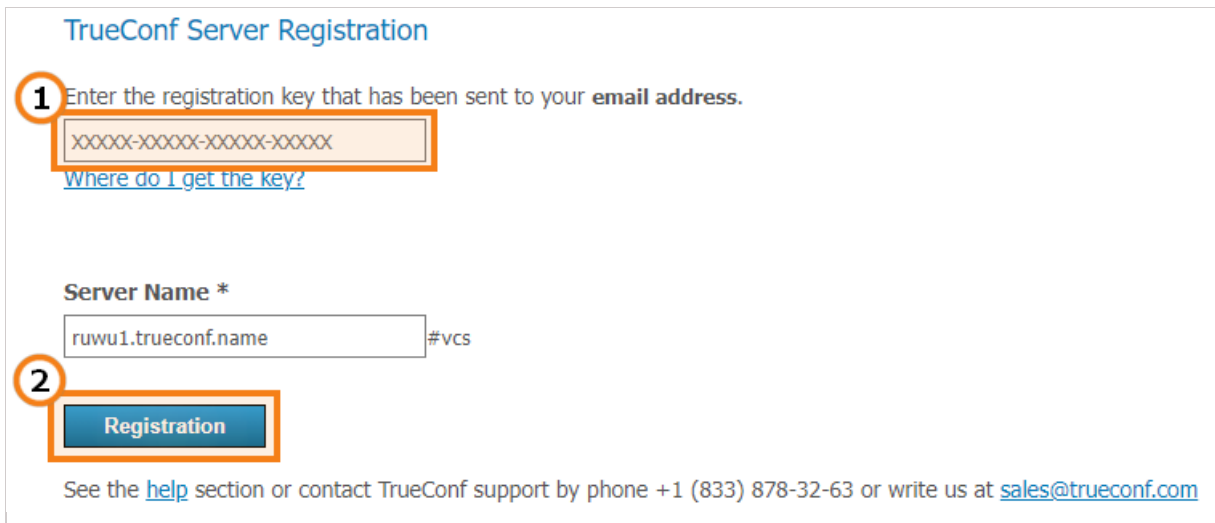 TrueConf Server Registration
1 Enter the registration key that has been sent to your email address.
XXXXX-XXXXX-XXXXX-XXXXX
Where do I get the key?
Server Name *
ruwu1.trueconf.name #vcs
2
Registration
See the help section or contact TrueConf support by phone +1 (833) 878-32-63 or write us at sales@trueconf.com